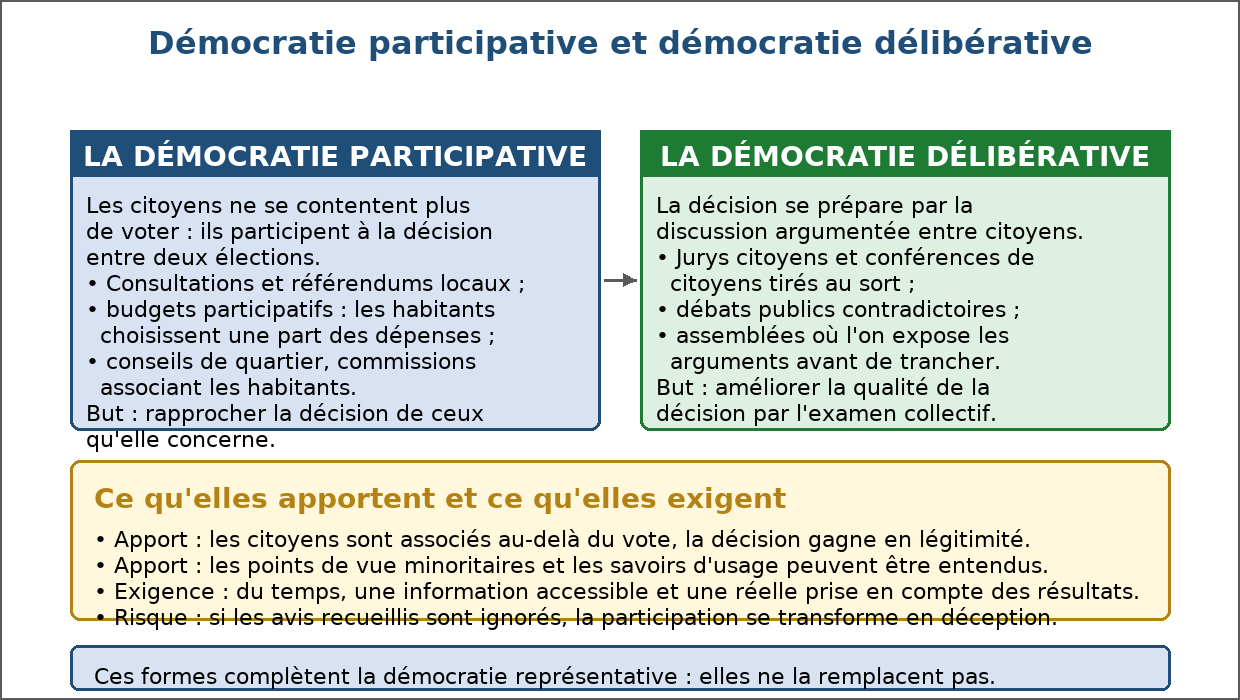 Démocratie participative et démocratie délibérative
LA DÉMOCRATIE PARTICIPATIVE
Les citoyens ne se contentent plus
de voter : ils participent à la décision
entre deux élections.
• Consultations et référendums locaux ;
• budgets participatifs : les habitants
choisissent une part des dépenses ;
• conseils de quartier, commissions
associant les habitants.
But : rapprocher la décision de ceux
qu'elle concerne.
LA DÉMOCRATIE DÉLIBÉRATIVE
La décision se prépare par la
discussion argumentée entre citoyens.
• Jurys citoyens et conférences de
citoyens tirés au sort ;
• débats publics contradictoires ;
• assemblées où l'on expose les
arguments avant de trancher.
But : améliorer la qualité de la
décision par l'examen collectif.
Ce qu'elles apportent et ce qu'elles exigent
• Apport : les citoyens sont associés au-delà du vote, la décision gagne en légitimité.
• Apport : les points de vue minoritaires et les savoirs d'usage peuvent être entendus.
• Exigence : du temps, une information accessible et une réelle prise en compte des résultats.
• Risque : si les avis recueillis sont ignorés, la participation se transforme en déception.
Ces formes complètent la démocratie représentative : elles ne la remplacent pas.